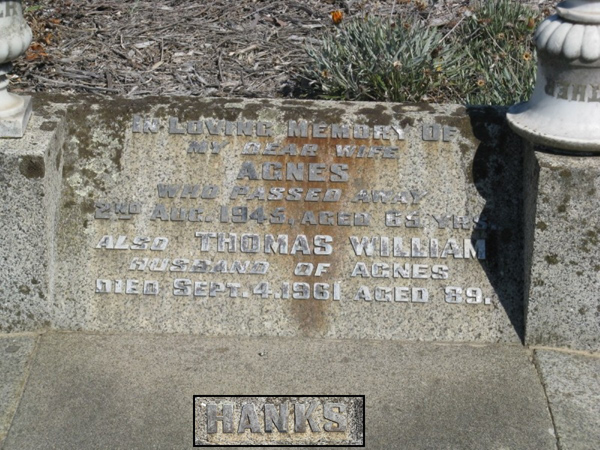 In Loving Memory of
My Dear Wife
Agnes
Who Passed Away
2nd Aug. 1945, Aged 65 Yrs.
Also Thomas William
Husband of Agnes
Died Sept. 4. 1961 Aged 89.
HANKS